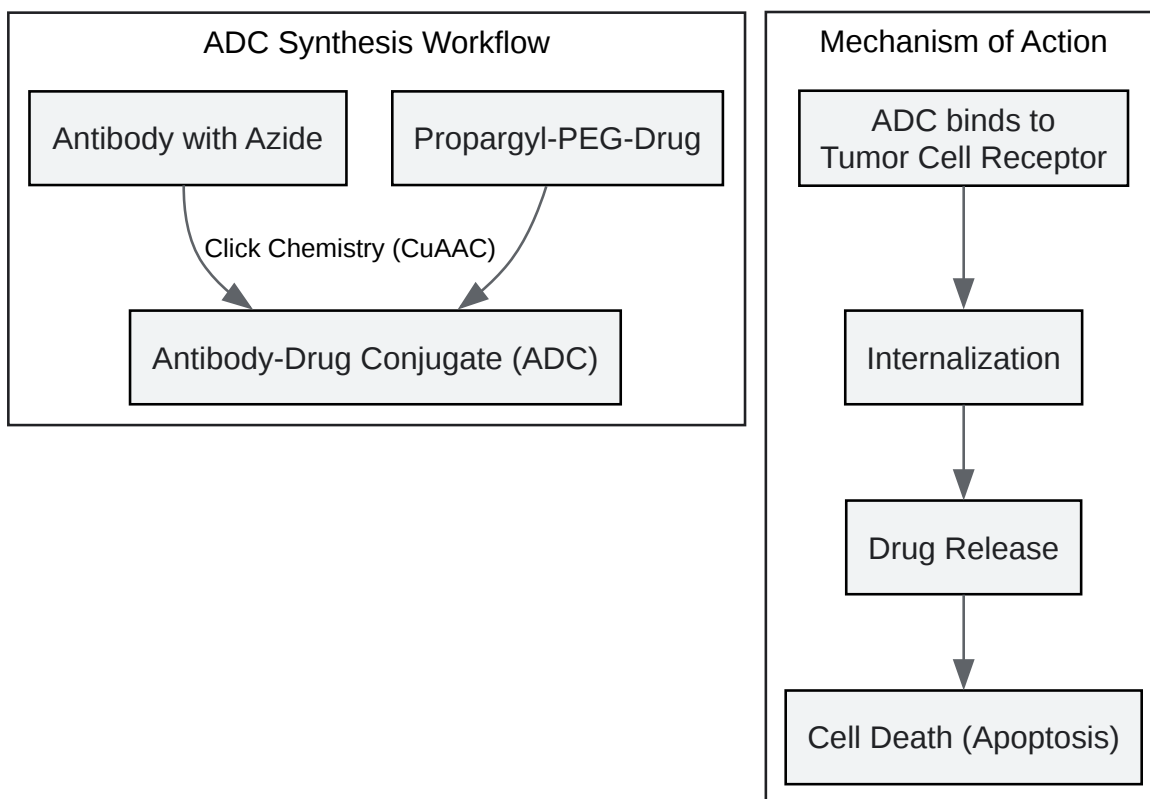 ADC Synthesis Workflow
Antibody with Azide
Propargyl-PEG-Drug
Click Chemistry (CuAAC)
Antibody-Drug Conjugate (ADC)
Mechanism of Action
ADC binds to
Tumor Cell Receptor
Internalization
Drug Release
Cell Death (Apoptosis)